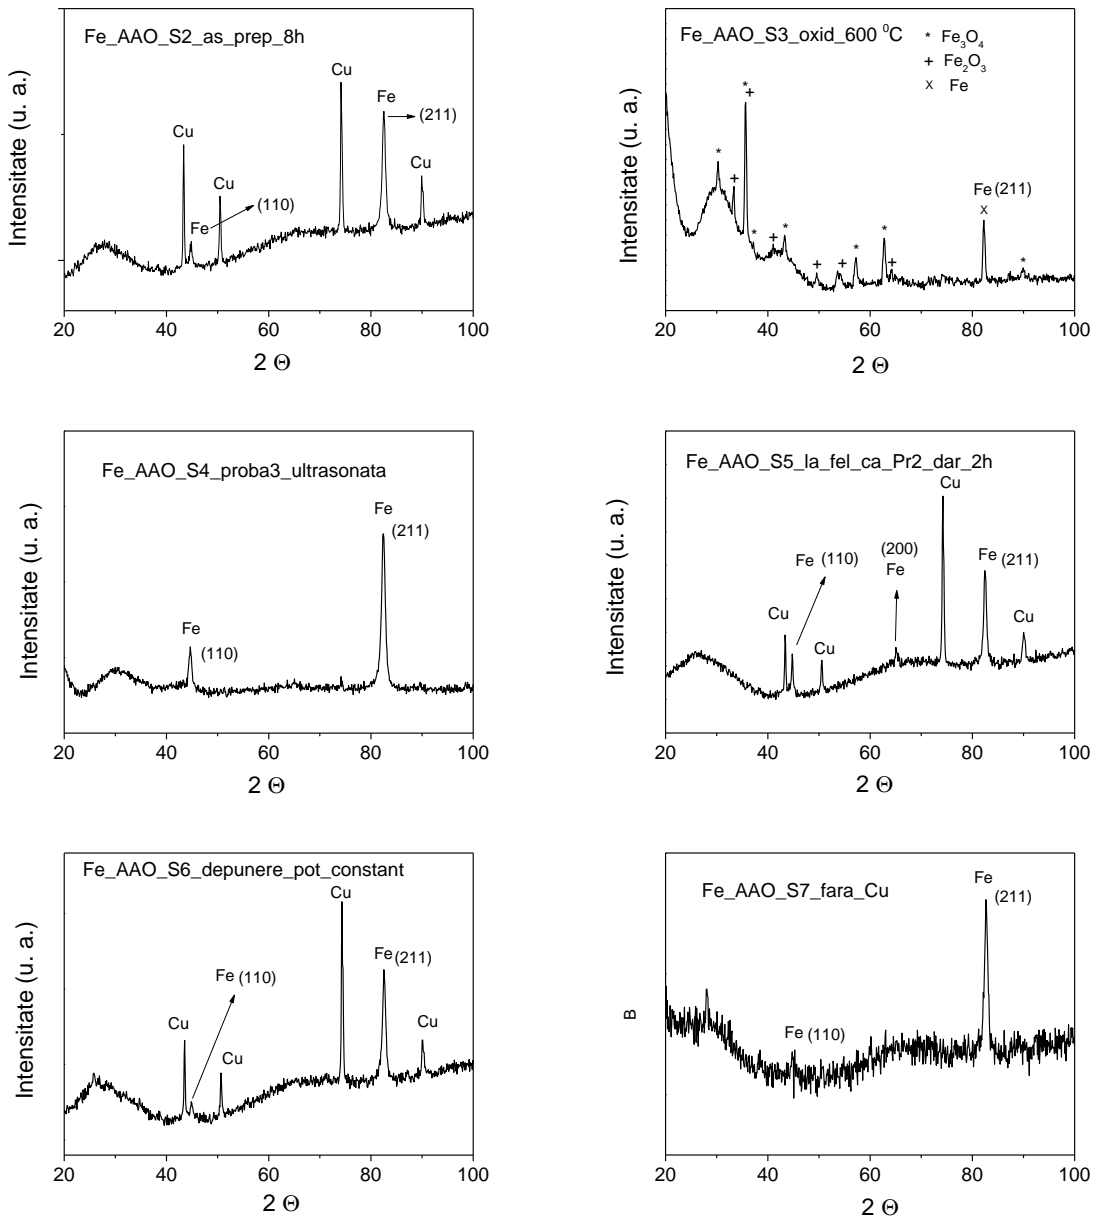 Fe_AAO_S2_as_prep_8h
Cu
Fe
(211)
Cu
Cu
Cu
Fe
(110)
Intensitate (u. a.)
20 40 60 80 100
2 Θ
Fe_AAO_S3_oxid_600 ⁰C
* Fe₃O₄
+ Fe₂O₃
x Fe
*
+
*
+
Fe (211)
x
*
+
*
+
+
*
*
+
*
Intensitate (u. a.)
20 40 60 80 100
2 Θ
Fe_AAO_S4_proba3_ultrasonata
Fe
(211)
Fe
(110)
Intensitate (u. a.)
20 40 60 80 100
2 Θ
Fe_AAO_S5_la_fel_ca_Pr2_dar_2h
Cu
(200)
Fe
Fe (110)
Fe (211)
Cu
Cu
Cu
Intensitate (u. a.)
20 40 60 80 100
2 Θ
Fe_AAO_S6_depunere_pot_constant
Cu
Fe (211)
Fe (110)
Cu
Cu
Cu
Intensitate (u. a.)
20 40 60 80 100
2 Θ
Fe_AAO_S7_fara_Cu
Fe
(211)
Fe (110)
B
20 40 60 80 100
2 Θ